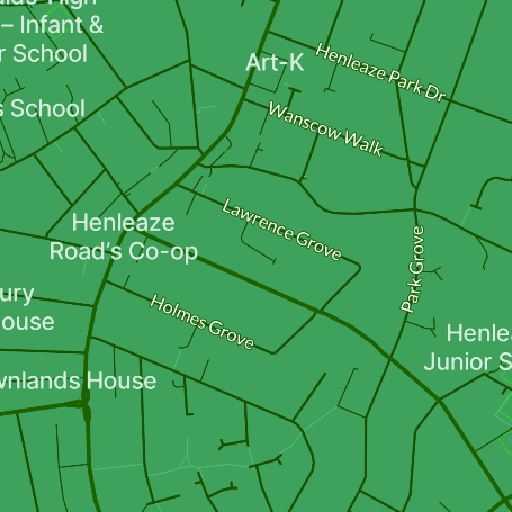 – Infant &
r School
Art-K
Henleaze Park Dr
s School
Wanscow Walk
Henleaze
Road's Co-op
Lawrence Grove
Park Grove
ury
ouse
Holmes Grove
Henlea
Junior S
wnlands House